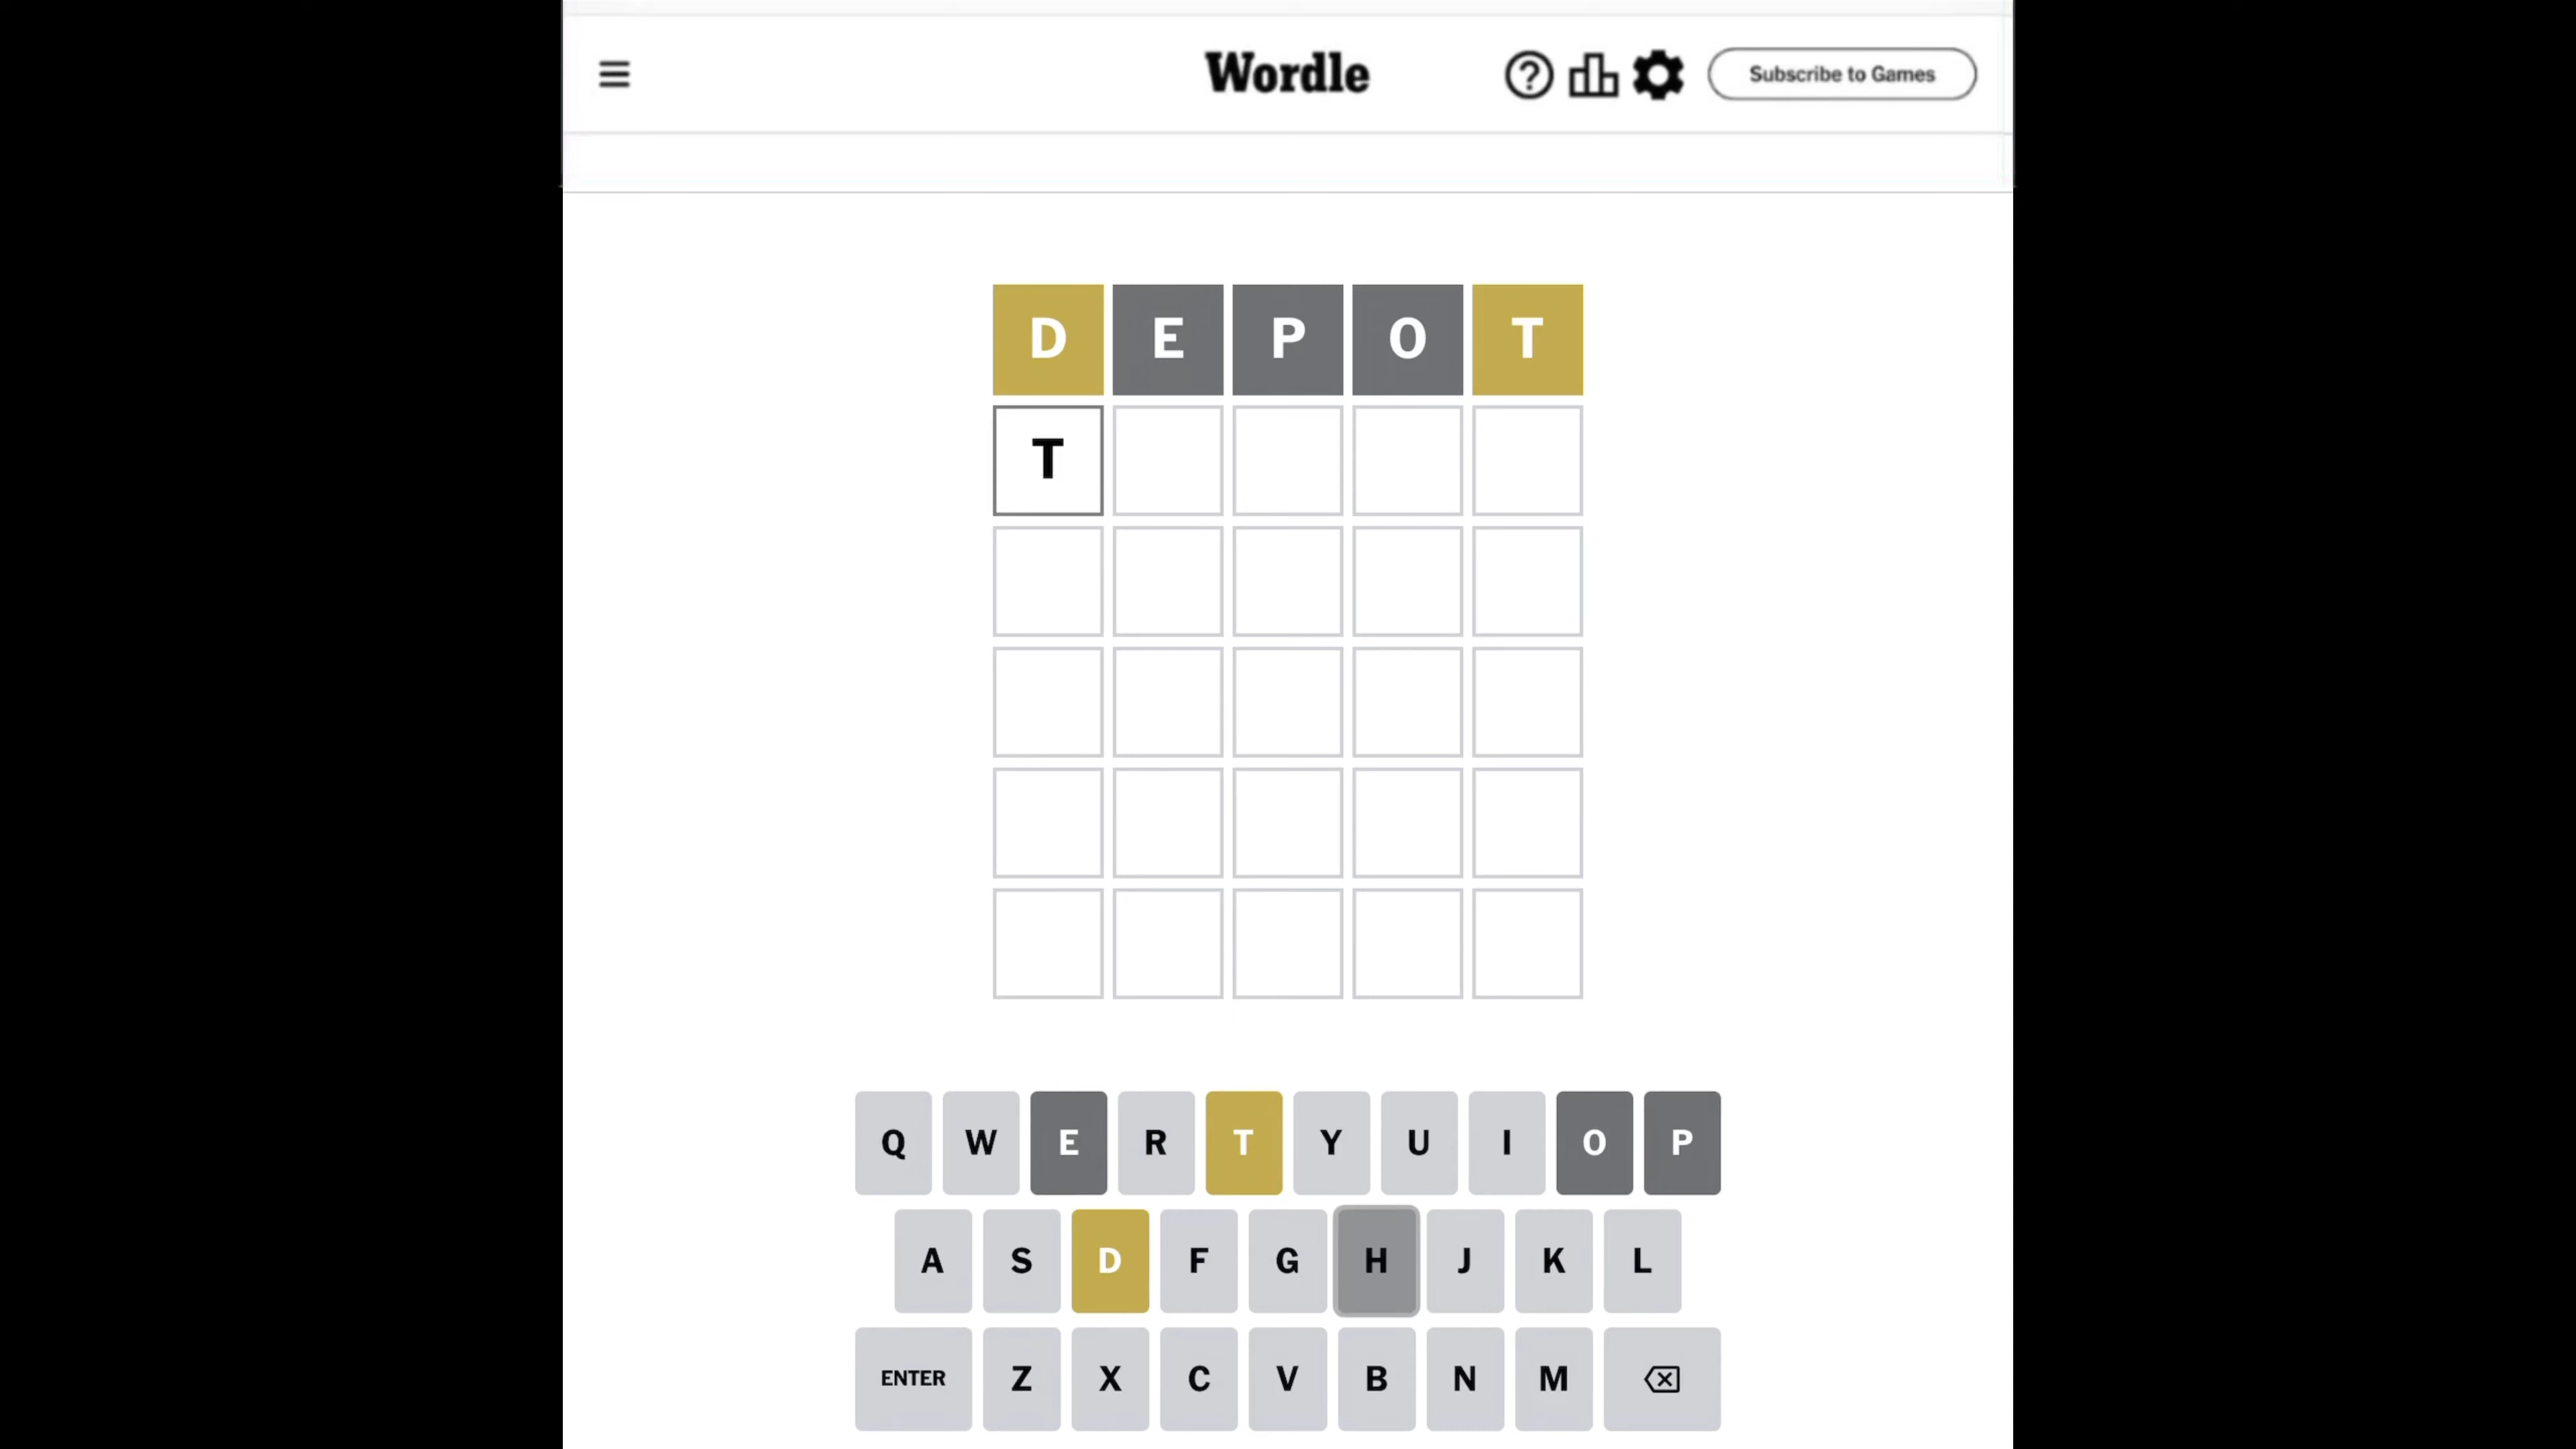 Wordle
Subscribe to Games
D E P O T
T
Q W E R T Y U I O P
A S D F G H J K L
ENTER Z X C V B N M